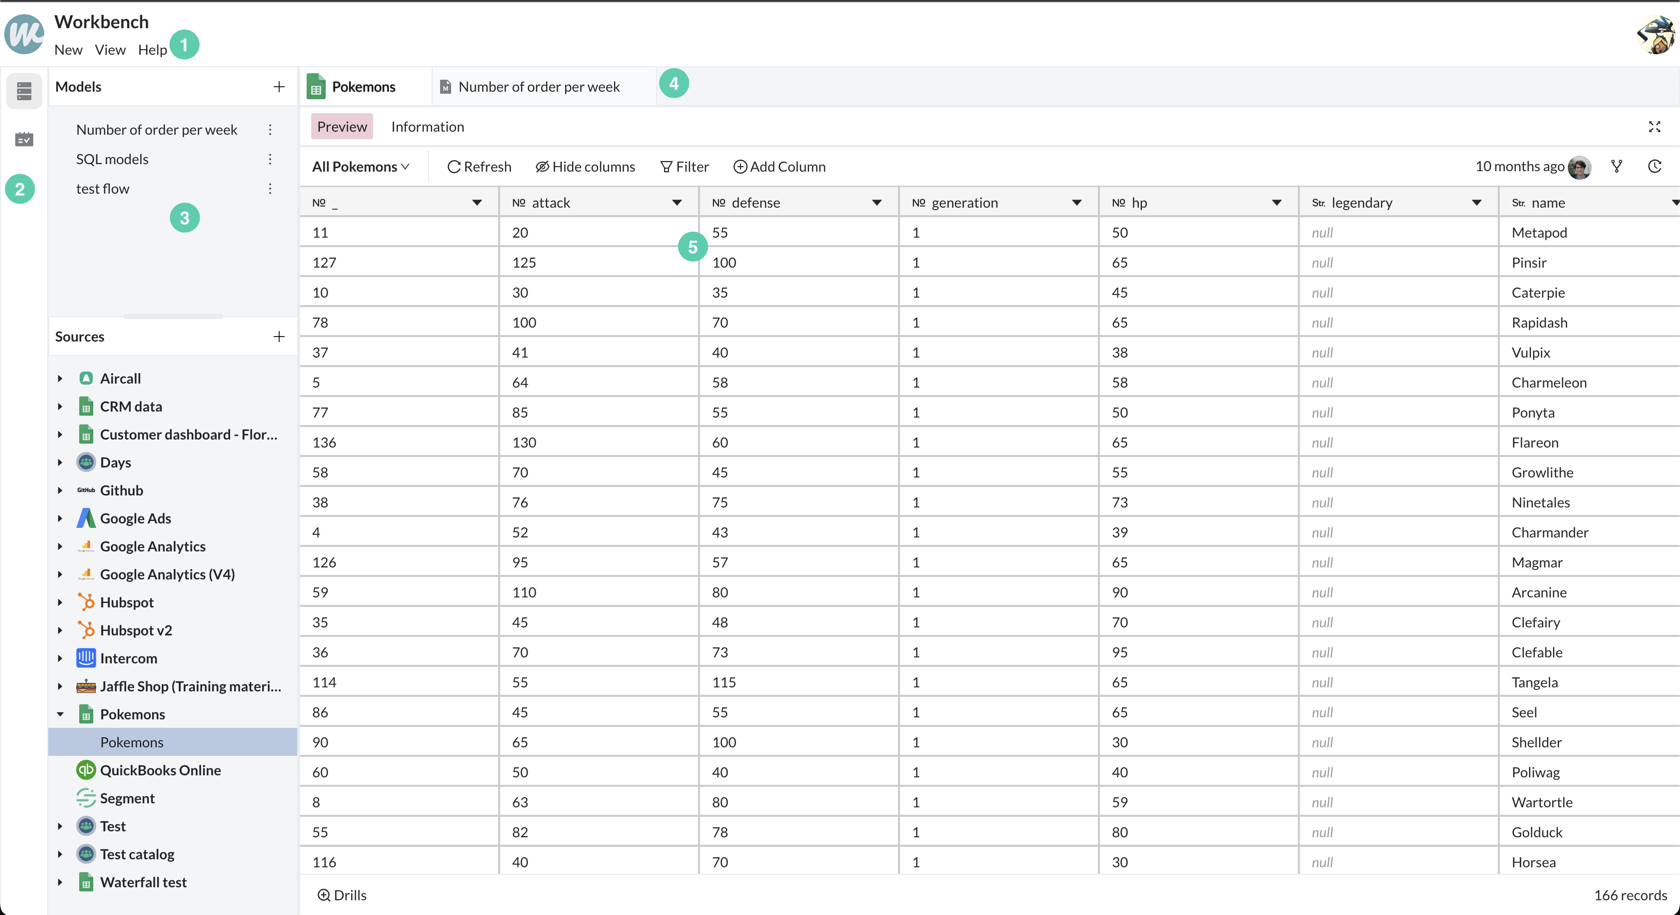 Workbench
New View Help 1
Models +
Number of order per week
SQL models
test flow
2
3
Sources +
Aircall
CRM data
Customer dashboard - Flor...
Days
GitHub Github
Google Ads
Google Analytics
Google Analytics (V4)
Hubspot
Hubspot v2
Intercom
Jaffle Shop (Training materi...
Pokemons
Pokemons
qb QuickBooks Online
Segment
Test
Test catalog
Waterfall test
Pokemons M Number of order per week 4
Preview Information
All Pokemons Refresh Hide columns Filter Add Column 10 months ago
№ _ № attack № defense № generation № hp Str. legendary Str. name
11 20 55 1 50 null Metapod
5
127 125 100 1 65 null Pinsir
10 30 35 1 45 null Caterpie
78 100 70 1 65 null Rapidash
37 41 40 1 38 null Vulpix
5 64 58 1 58 null Charmeleon
77 85 55 1 50 null Ponyta
136 130 60 1 65 null Flareon
58 70 45 1 55 null Growlithe
38 76 75 1 73 null Ninetales
4 52 43 1 39 null Charmander
126 95 57 1 65 null Magmar
59 110 80 1 90 null Arcanine
35 45 48 1 70 null Clefairy
36 70 73 1 95 null Clefable
114 55 115 1 65 null Tangela
86 45 55 1 65 null Seel
90 65 100 1 30 null Shellder
60 50 40 1 40 null Poliwag
8 63 80 1 59 null Wartortle
55 82 78 1 80 null Golduck
116 40 70 1 30 null Horsea
Drills 166 records